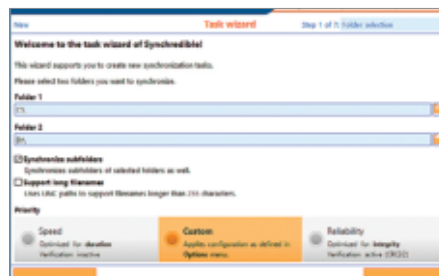 New Task wizard Step 1 of 7: Folder selection
Welcome to the task wizard of Synchredible!
This wizard supports you to create new synchronization tasks.
Please select two folders you want to synchronize.
Folder 1
Folder 2
Synchronize subfolders
Synchronizes subfolders of selected folders as well.
Support long filenames
Uses UNC paths to support filenames longer than 255 characters.
Priority
Speed Custom Reliability
Optimized for duration Applies configuration as defined in Optimized for integrity
Verification inactive Options menu. Verification active (CRC32)